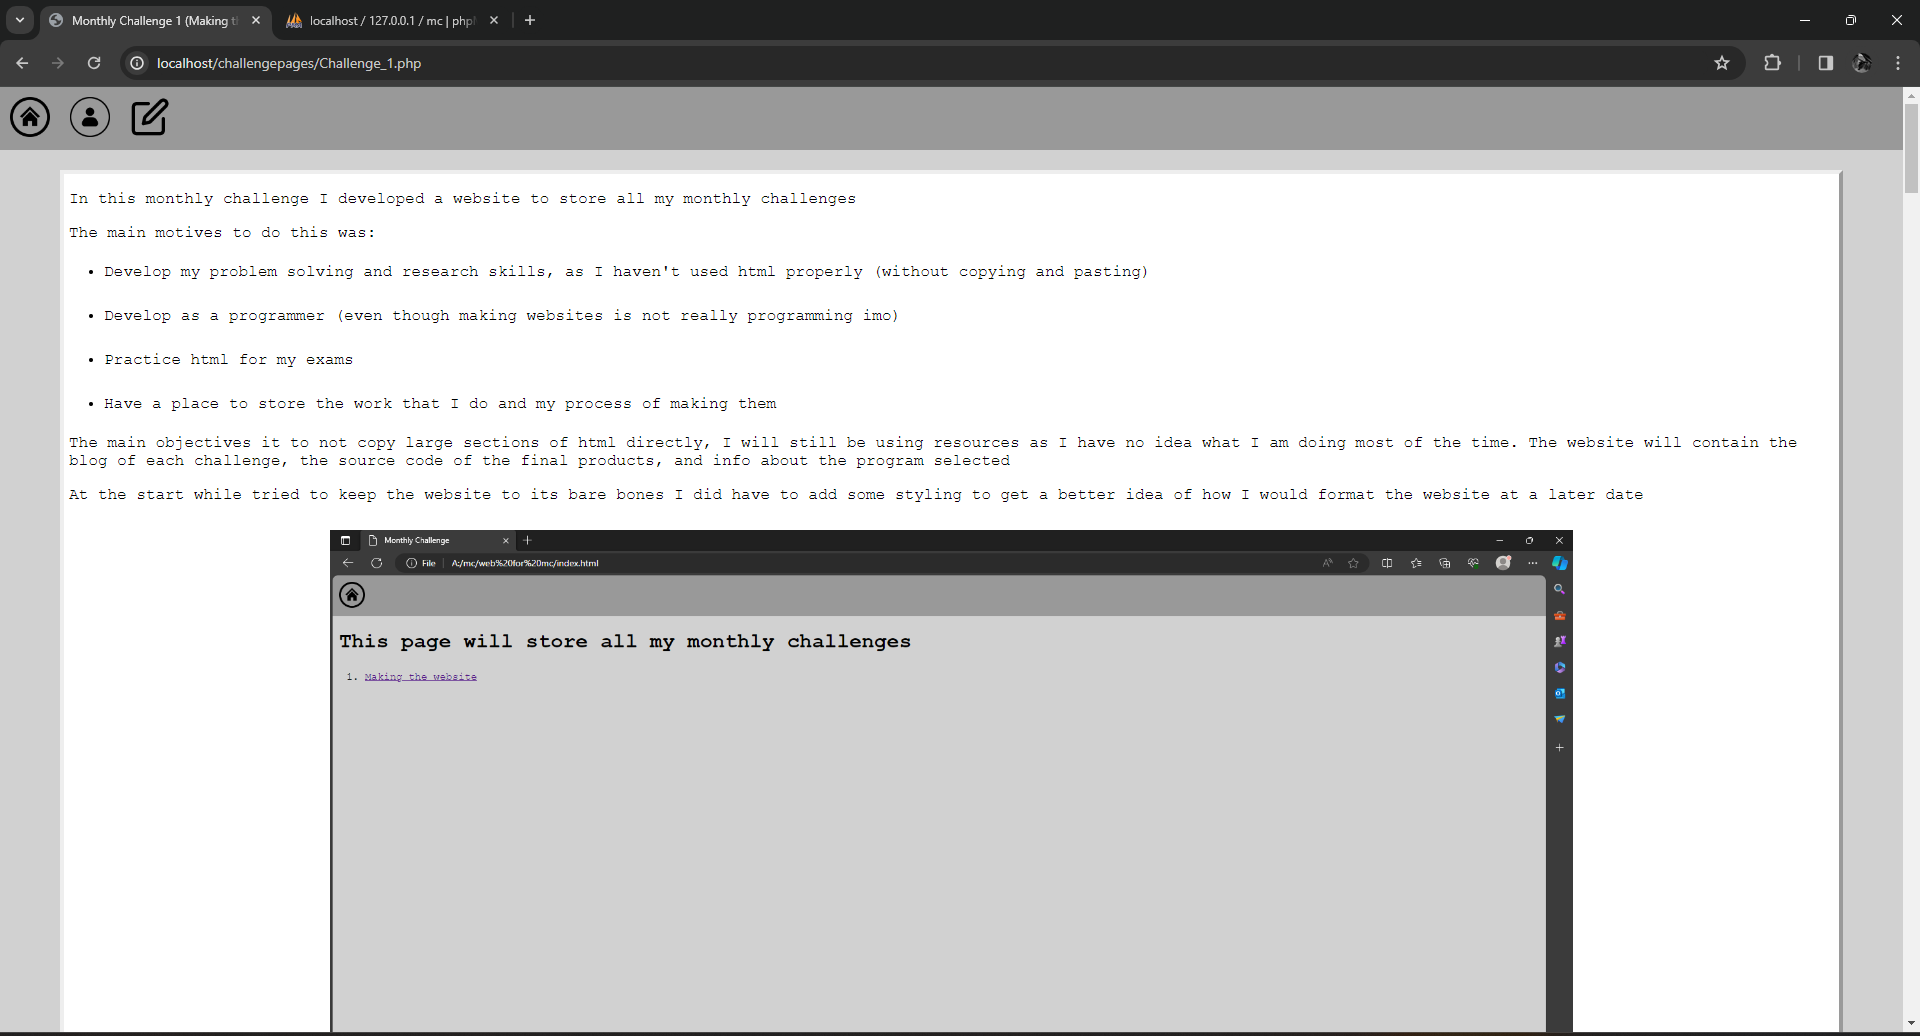 Monthly Challenge 1 (Making t
localhost / 127.0.0.1 / mc | php
localhost/challengepages/Challenge_1.php
In this monthly challenge I developed a website to store all my monthly challenges
The main motives to do this was:
• Develop my problem solving and research skills, as I haven't used html properly (without copying and pasting)
• Develop as a programmer (even though making websites is not really programming imo)
• Practice html for my exams
• Have a place to store the work that I do and my process of making them
The main objectives it to not copy large sections of html directly, I will still be using resources as I have no idea what I am doing most of the time. The website will contain the
blog of each challenge, the source code of the final products, and info about the program selected
At the start while tried to keep the website to its bare bones I did have to add some styling to get a better idea of how I would format the website at a later date
Monthly Challenge
File A:/mc/web%20for%20mc/index.html
This page will store all my monthly challenges
1. Making the website